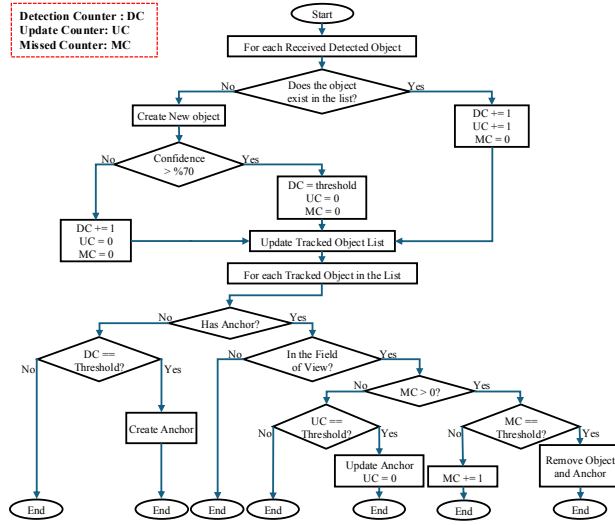 Detection Counter : DC
Update Counter: UC
Missed Counter: MC
Start
For each Received Detected Object
Does the object
exist in the list?
No
Yes
Create New object
DC += 1
UC += 1
MC = 0
Confidence
> %70
No
Yes
DC = threshold
UC = 0
MC = 0
DC += 1
UC = 0
MC = 0
Update Tracked Object List
For each Tracked Object in the List
Has Anchor?
No
Yes
DC ==
Threshold?
No
Yes
In the Field
of View?
No
Yes
MC > 0?
No
Yes
Create Anchor
UC ==
Threshold?
No
Yes
MC ==
Threshold?
No
Yes
Update Anchor
UC = 0
MC += 1
Remove Object
and Anchor
End
End
End
End
End
End
End